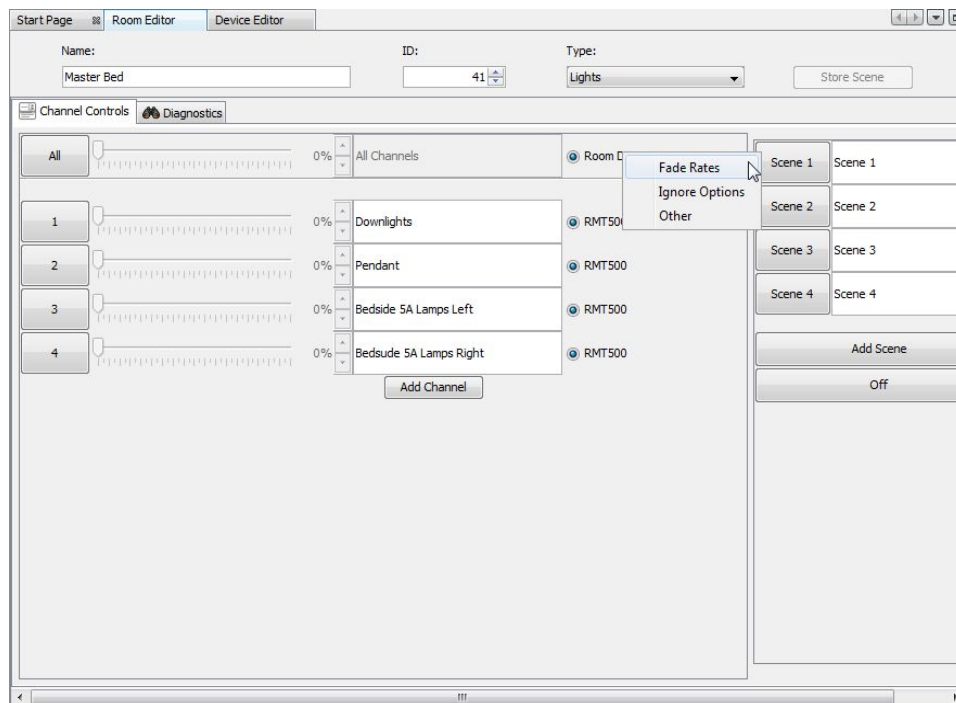 Start Page Room Editor Device Editor
Name: ID: Type:
Master Bed 41 Lights Store Scene
Channel Controls Diagnostics
All 0% All Channels Room D
Fade Rates
Ignore Options
Other
1 0% Downlights RMT50
2 0% Pendant RMT500
3 0% Bedside 5A Lamps Left RMT500
4 0% Bedsude 5A Lamps Right RMT500
Add Channel
Scene 1 Scene 1
Scene 2 Scene 2
Scene 3 Scene 3
Scene 4 Scene 4
Add Scene
Off